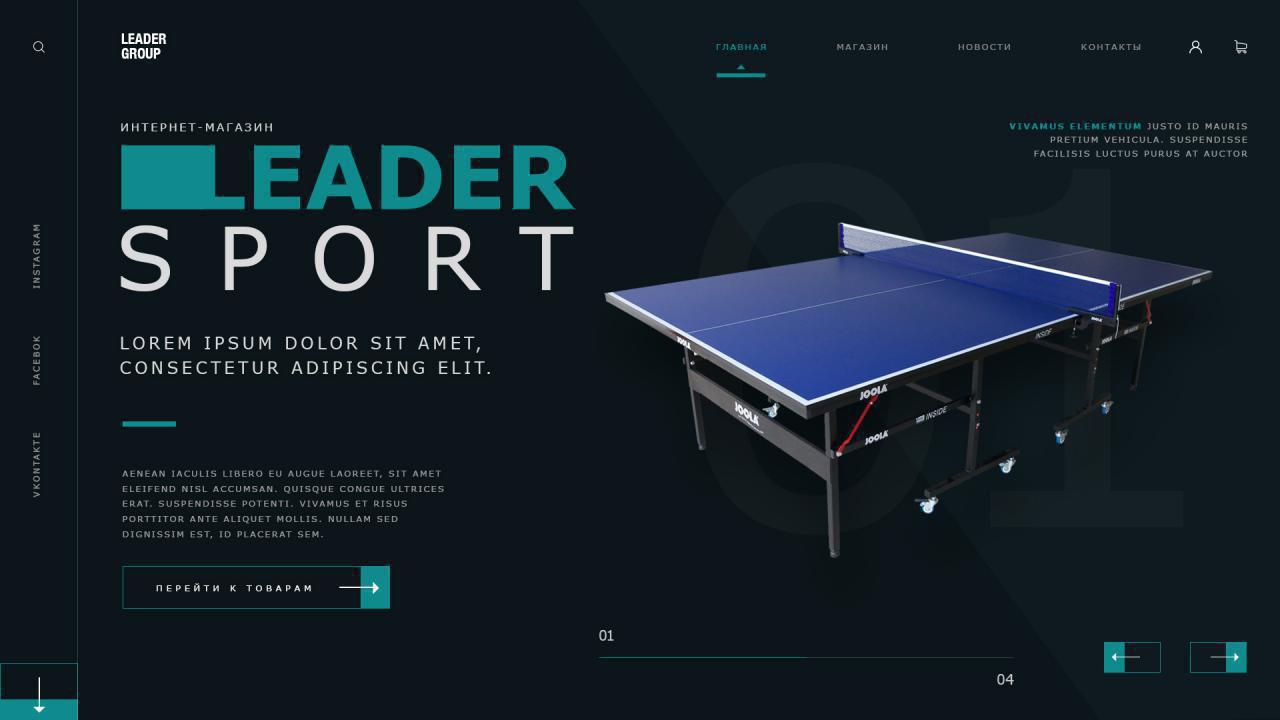 LEADER
GROUP
ГЛАВНАЯ
МАГАЗИН
НОВОСТИ
КОНТАКТЫ
ИНТЕРНЕТ-МАГАЗИН
LEADER
SPORT
VIVAMUS ELEMENTUM JUSTO ID MAURIS
PRETIUM VEHICULA. SUSPENDISSE
FACILISIS LUCTUS PURUS AT AUCTOR
01
INSTAGRAM
FACEBOK
VKONTAKTE
LOREM IPSUM DOLOR SIT AMET,
CONSECTETUR ADIPISCING ELIT.
JOOLA
INSIDE
JOOLA
JOOLA
INSIDE
JOOLA
AENEAN IACULIS LIBERO EU AUGUE LAOREET, SIT AMET
ELEIFEND NISL ACCUMSAN. QUISQUE CONGUE ULTRICES
ERAT. SUSPENDISSE POTENTI. VIVAMUS ET RISUS
PORTTITOR ANTE ALIQUET MOLLIS. NULLAM SED
DIGNISSIM EST, ID PLACERAT SEM.
ПЕРЕЙТИ К ТОВАРАМ
01
04